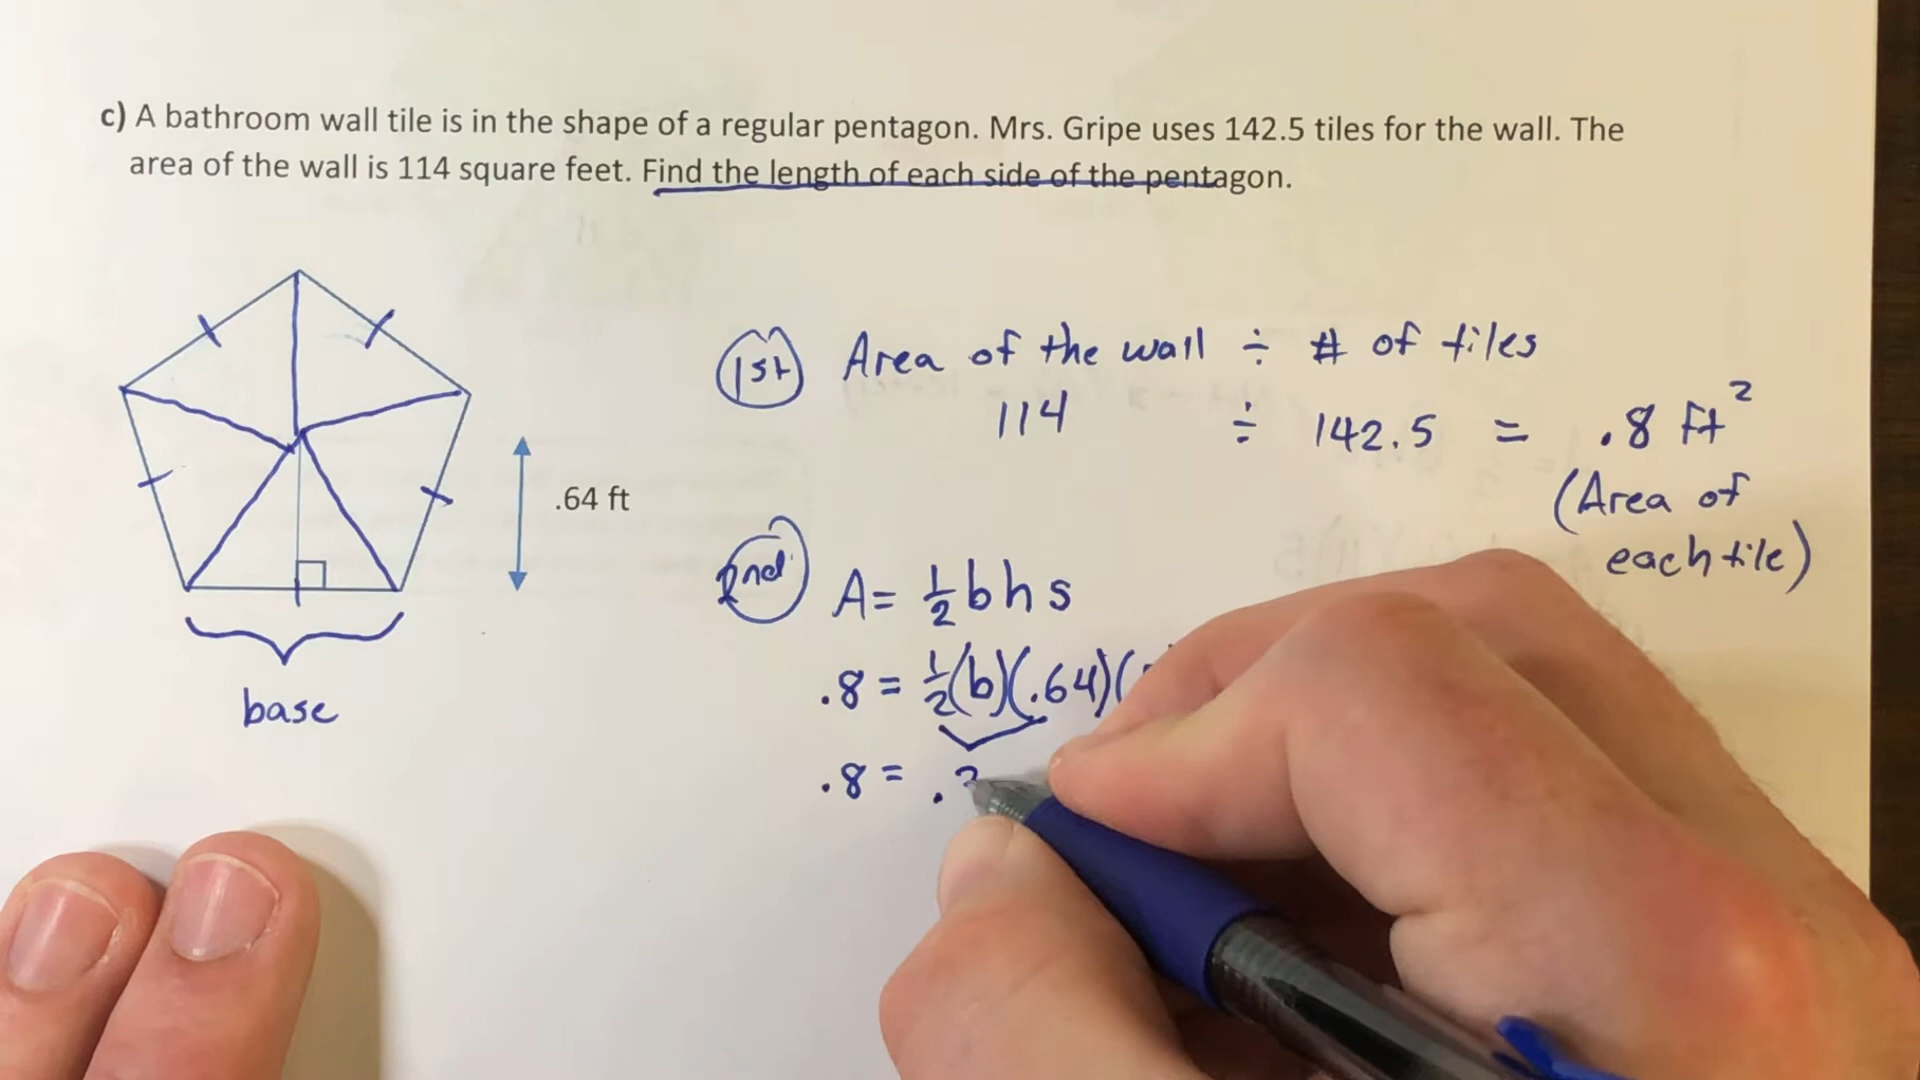 c) A bathroom wall tile is in the shape of a regular pentagon. Mrs. Gripe uses 142.5 tiles for the wall. The
area of the wall is 114 square feet. Find the length of each side of the pentagon.
1st Area of the wall ÷ # of tiles
114 ÷ 142.5 = .8 ft²
(Area of
each tile)
.64 ft
base
2nd A = ½ b h s
.8 = ½(b)(.64)(
.8 = .